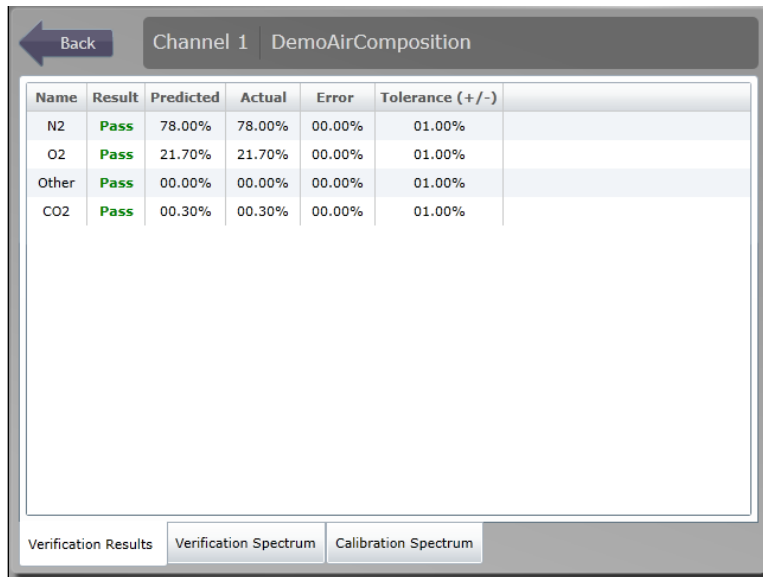 Back Channel 1 DemoAirComposition
Name Result Predicted Actual Error Tolerance (+/-)
N2 Pass 78.00% 78.00% 00.00% 01.00%
O2 Pass 21.70% 21.70% 00.00% 01.00%
Other Pass 00.00% 00.00% 00.00% 01.00%
CO2 Pass 00.30% 00.30% 00.00% 01.00%
Verification Results Verification Spectrum Calibration Spectrum